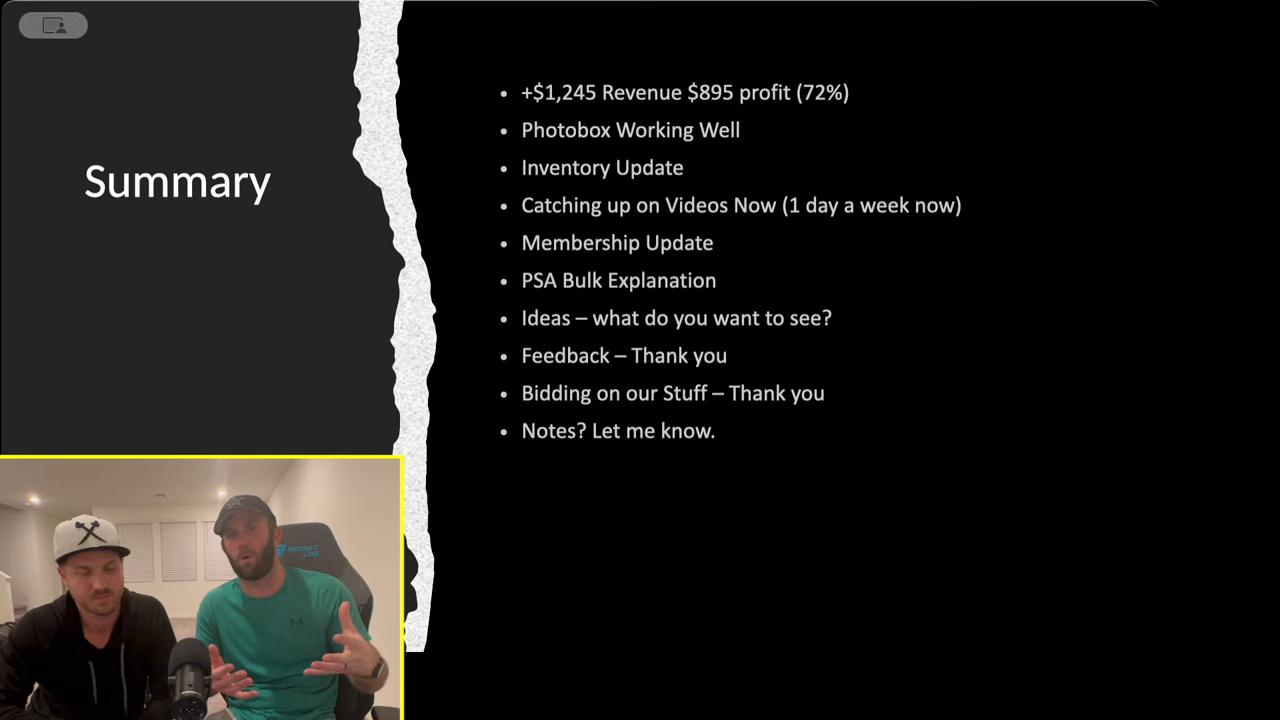 Summary
+$1,245 Revenue $895 profit (72%)
Photobox Working Well
Inventory Update
Catching up on Videos Now (1 day a week now)
Membership Update
PSA Bulk Explanation
Ideas – what do you want to see?
Feedback – Thank you
Bidding on our Stuff – Thank you
Notes? Let me know.